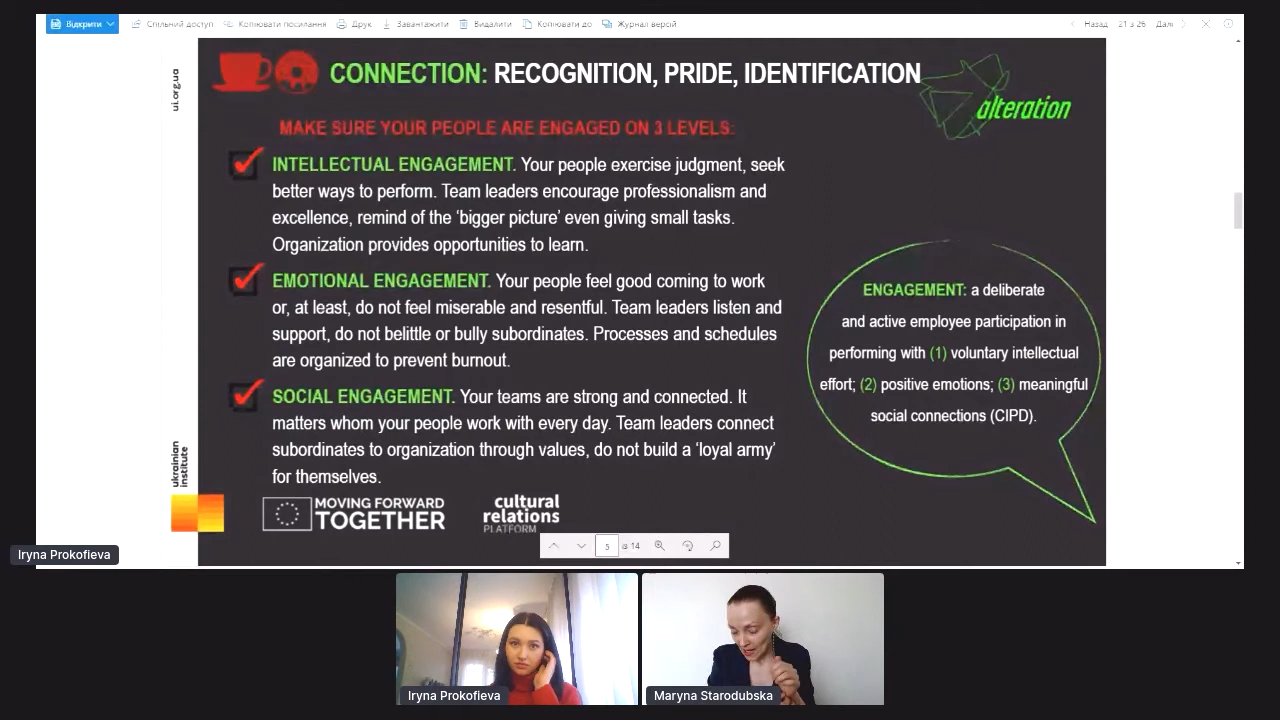 Відкрити
Спільний доступ
Копіювати посилання
Друк
Завантажити
Видалити
Копіювати до
Журнал версій
Назад
21 з 26
Далі
ui.org.ua
CONNECTION: RECOGNITION, PRIDE, IDENTIFICATION
alteration
MAKE SURE YOUR PEOPLE ARE ENGAGED ON 3 LEVELS:
INTELLECTUAL ENGAGEMENT. Your people exercise judgment, seek
better ways to perform. Team leaders encourage professionalism and
excellence, remind of the ‘bigger picture’ even giving small tasks.
Organization provides opportunities to learn.
EMOTIONAL ENGAGEMENT. Your people feel good coming to work
or, at least, do not feel miserable and resentful. Team leaders listen and
support, do not belittle or bully subordinates. Processes and schedules
are organized to prevent burnout.
SOCIAL ENGAGEMENT. Your teams are strong and connected. It
matters whom your people work with every day. Team leaders connect
subordinates to organization through values, do not build a ‘loyal army’
for themselves.
ENGAGEMENT: a deliberate
and active employee participation in
performing with (1) voluntary intellectual
effort; (2) positive emotions; (3) meaningful
social connections (CIPD).
ukrainian
institute
MOVING FORWARD
TOGETHER
cultural
relations
PLATFORM
5 із 14
Iryna Prokofieva
Iryna Prokofieva
Maryna Starodubska